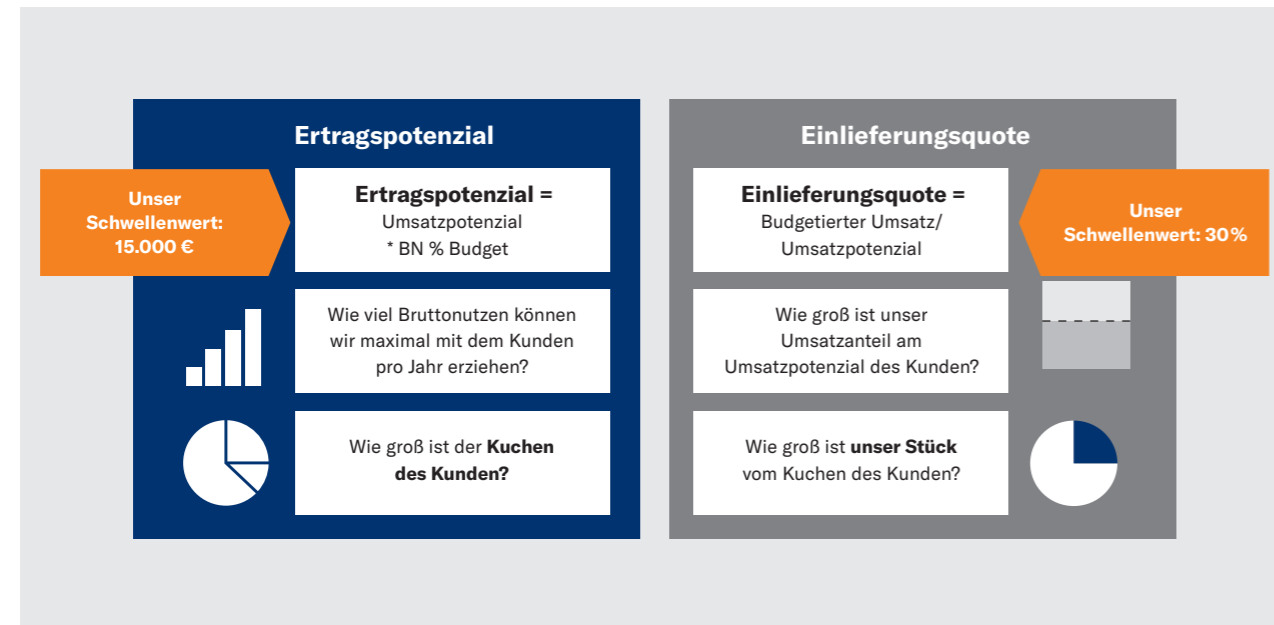 Ertragspotenzial
Unser
Schwellenwert:
15.000 €
Ertragspotenzial =
Umsatzpotenzial
* BN % Budget
Wie viel Bruttonutzen können
wir maximal mit dem Kunden
pro Jahr erziehen?
Wie groß ist der Kuchen
des Kunden?
Einlieferungsquote
Einlieferungsquote =
Budgetierter Umsatz/
Umsatzpotenzial
Unser
Schwellenwert: 30%
Wie groß ist unser
Umsatzanteil am
Umsatzpotenzial des Kunden?
Wie groß ist unser Stück
vom Kuchen des Kunden?